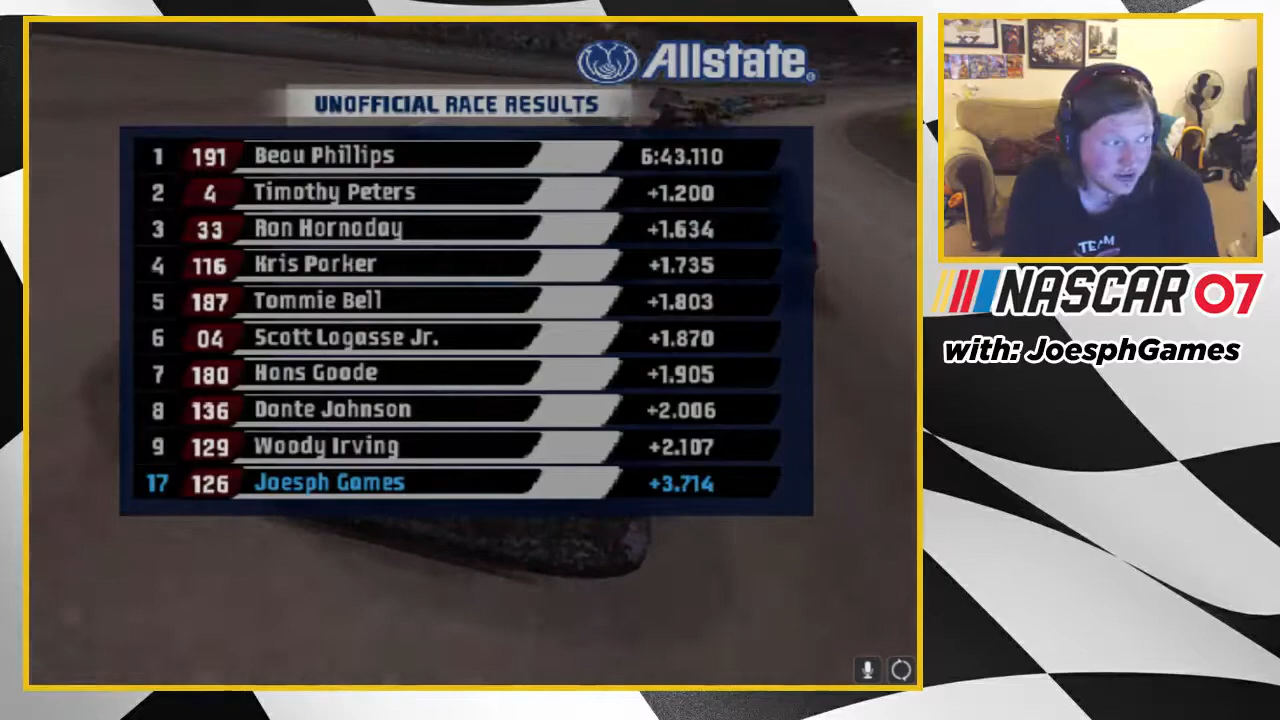 Allstate®
UNOFFICIAL RACE RESULTS
1 191 Beau Phillips 6:43.110
2 4 Timothy Peters +1.200
3 33 Ron Hornaday +1.634
4 116 Kris Parker +1.735
5 187 Tommie Bell +1.803
6 04 Scott Lagasse Jr. +1.870
7 180 Hans Goode +1.905
8 136 Donte Johnson +2.006
9 129 Woody Irving +2.107
17 126 Joesph Games +3.714
TEAM
NASCAR 07
with: JoesphGames